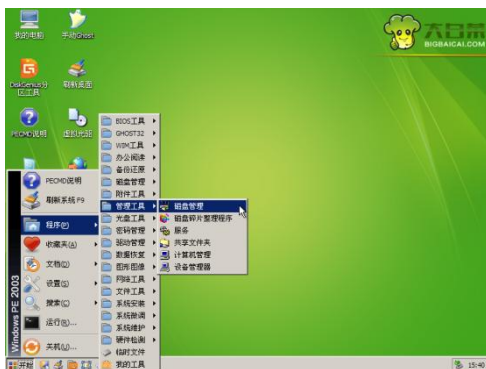 大白菜
BIGBAICAI.COM
我的电脑
手动Ghost
DiskGenius分
区工具
刷新桌面
PECMD说明
虚拟光驱
BIOS工具
GHOST32
WIM工具
办公阅读
备份还原
磁盘管理
附件工具
管理工具
光盘工具
密码管理
驱动管理
数据恢复
图形图像
网络工具
文件工具
系统安装
系统微调
系统维护
硬件检测
临时文件
我的工具
PECMD说明
刷新系统 F9
程序(P)
收藏夹(A)
文档(D)
设置(S)
搜索(C)
运行(R)...
关机(U)...
Windows PE 2003
磁盘管理
磁盘碎片整理程序
服务
共享文件夹
计算机管理
设备管理器
开始
15:40